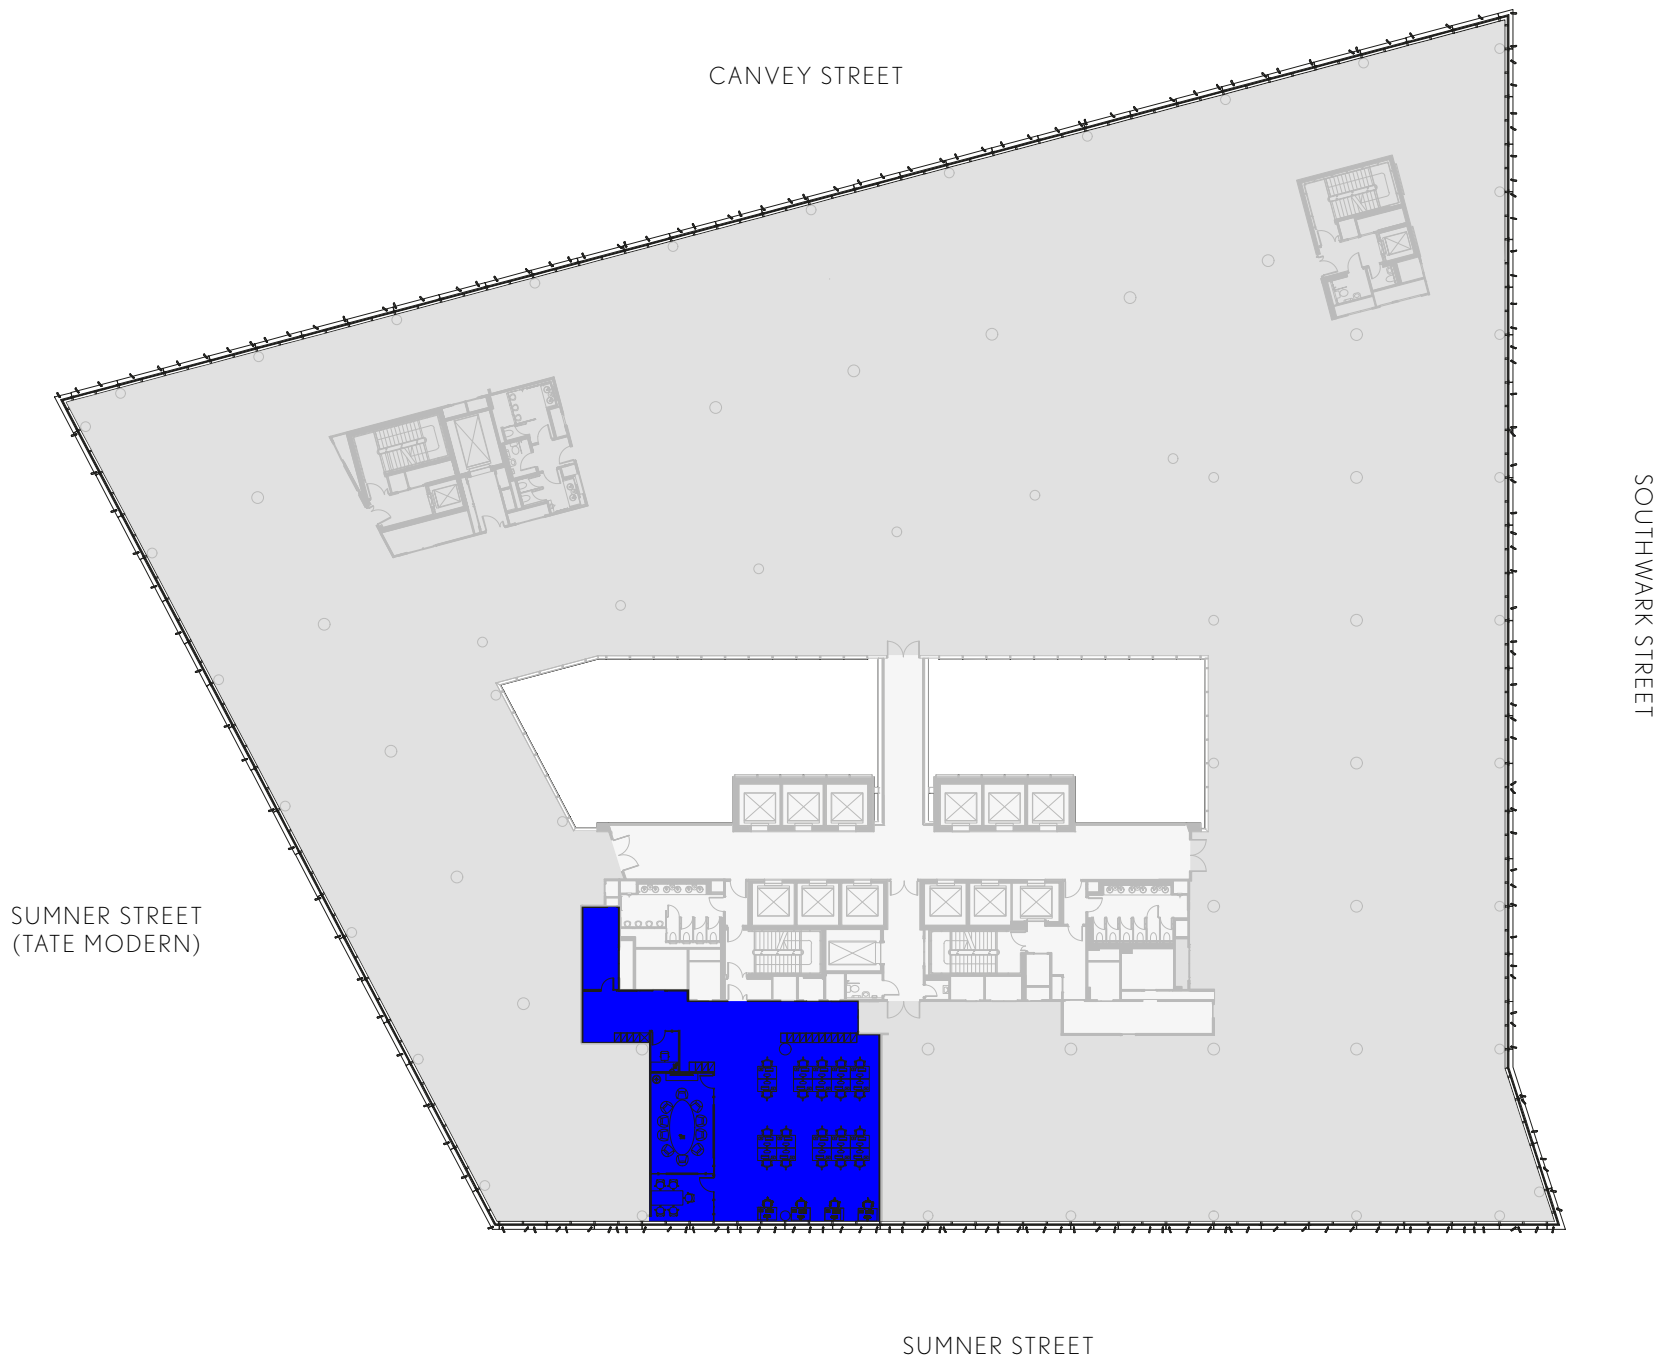 CANVEY STREET
SOUTHWARK STREET
SUMNER STREET
(TATE MODERN)
SUMNER STREET